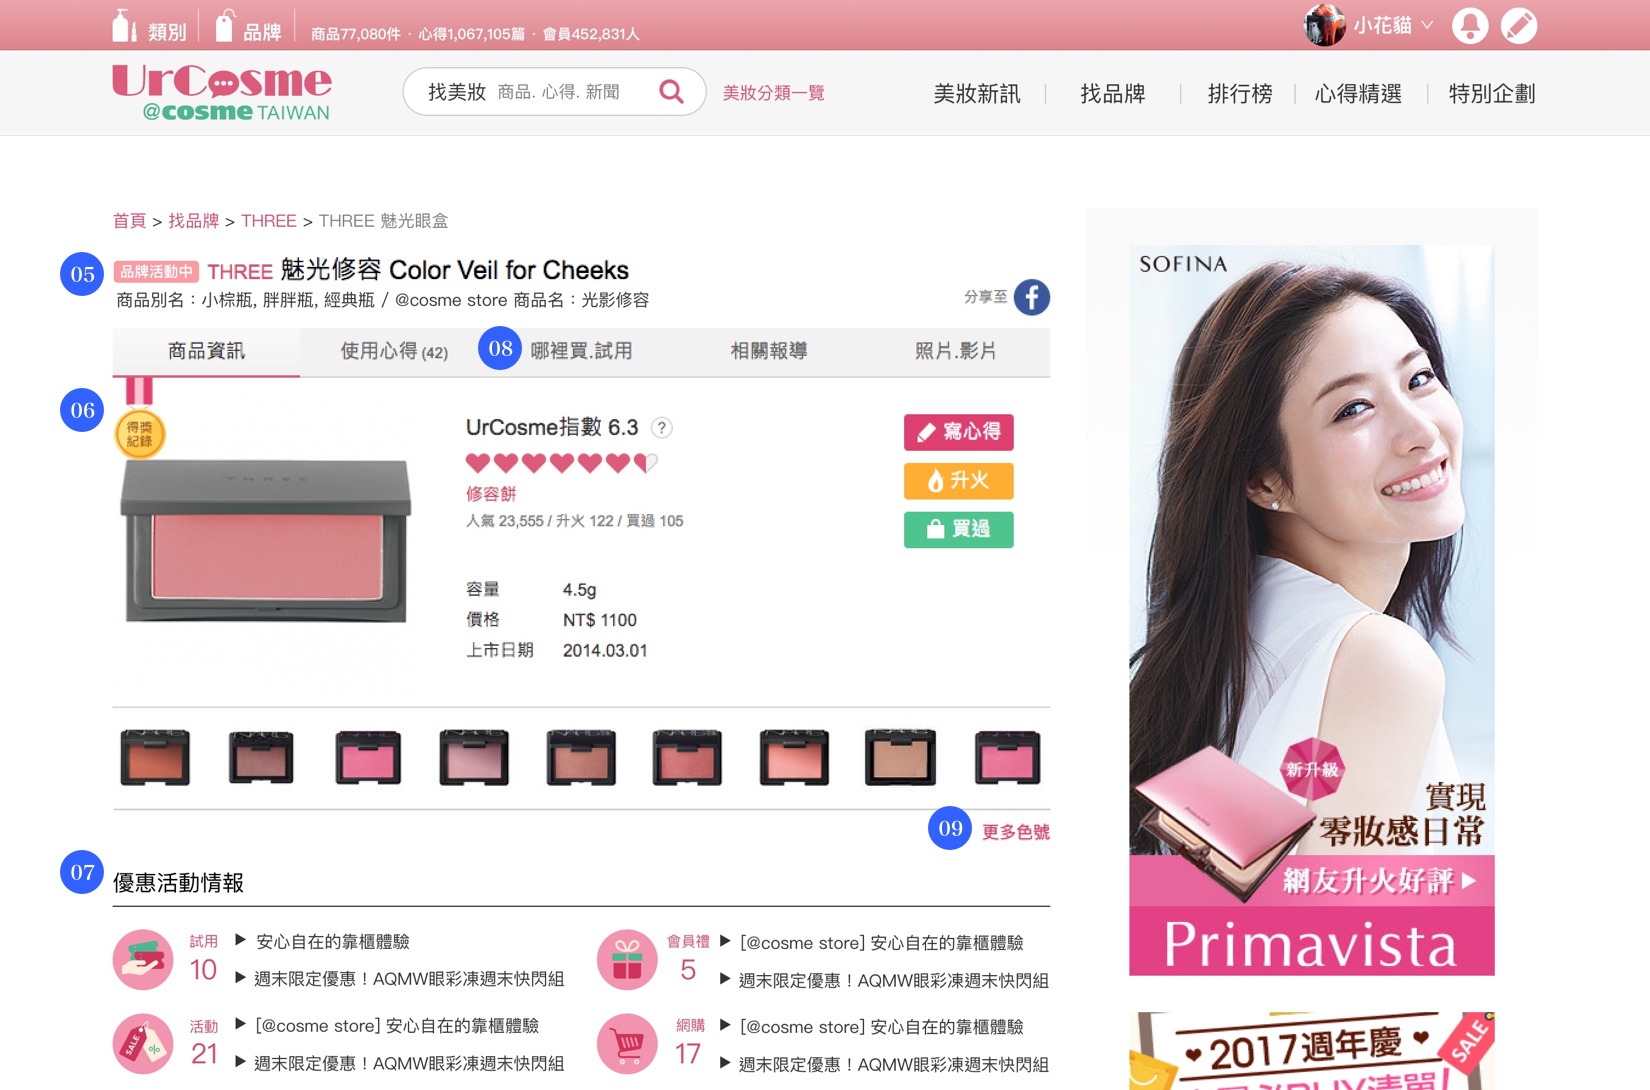 類別 品牌 商品77,080件 · 心得1,067,105篇 · 會員452,831人 小花貓
UrCosme
@cosme TAIWAN
找美妝 商品. 心得. 新聞 美妝分類一覽 美妝新訊 找品牌 排行榜 心得精選 特別企劃
首頁 > 找品牌 > THREE > THREE 魅光眼盒
05 品牌活動中 THREE 魅光修容 Color Veil for Cheeks
商品別名：小棕瓶, 胖胖瓶, 經典瓶 / @cosme store 商品名：光影修容
分享至
商品資訊 使用心得 (42) 08 哪裡買.試用 相關報導 照片.影片
06
得獎
紀錄
THREE
UrCosme指數 6.3 ?
修容餅
人氣 23,555 / 升火 122 / 買過 105
寫心得
升火
買過
容量 4.5g
價格 NT$ 1100
上市日期 2014.03.01
09 更多色號
07 優惠活動情報
試用 10
▶ 安心自在的靠櫃體驗
▶ 週末限定優惠！AQMW眼彩凍週末快閃組
會員禮 5
▶ [@cosme store] 安心自在的靠櫃體驗
▶ 週末限定優惠！AQMW眼彩凍週末快閃組
SALE %
活動 21
▶ [@cosme store] 安心自在的靠櫃體驗
▶ 週末限定優惠！AQMW眼彩凍週末快閃組
網購 17
▶ [@cosme store] 安心自在的靠櫃體驗
▶ 週末限定優惠！AQMW眼彩凍週末快閃組
SOFINA
新升級
實現
零妝感日常
網友升火好評▶
Primavista
2017週年慶
SALE